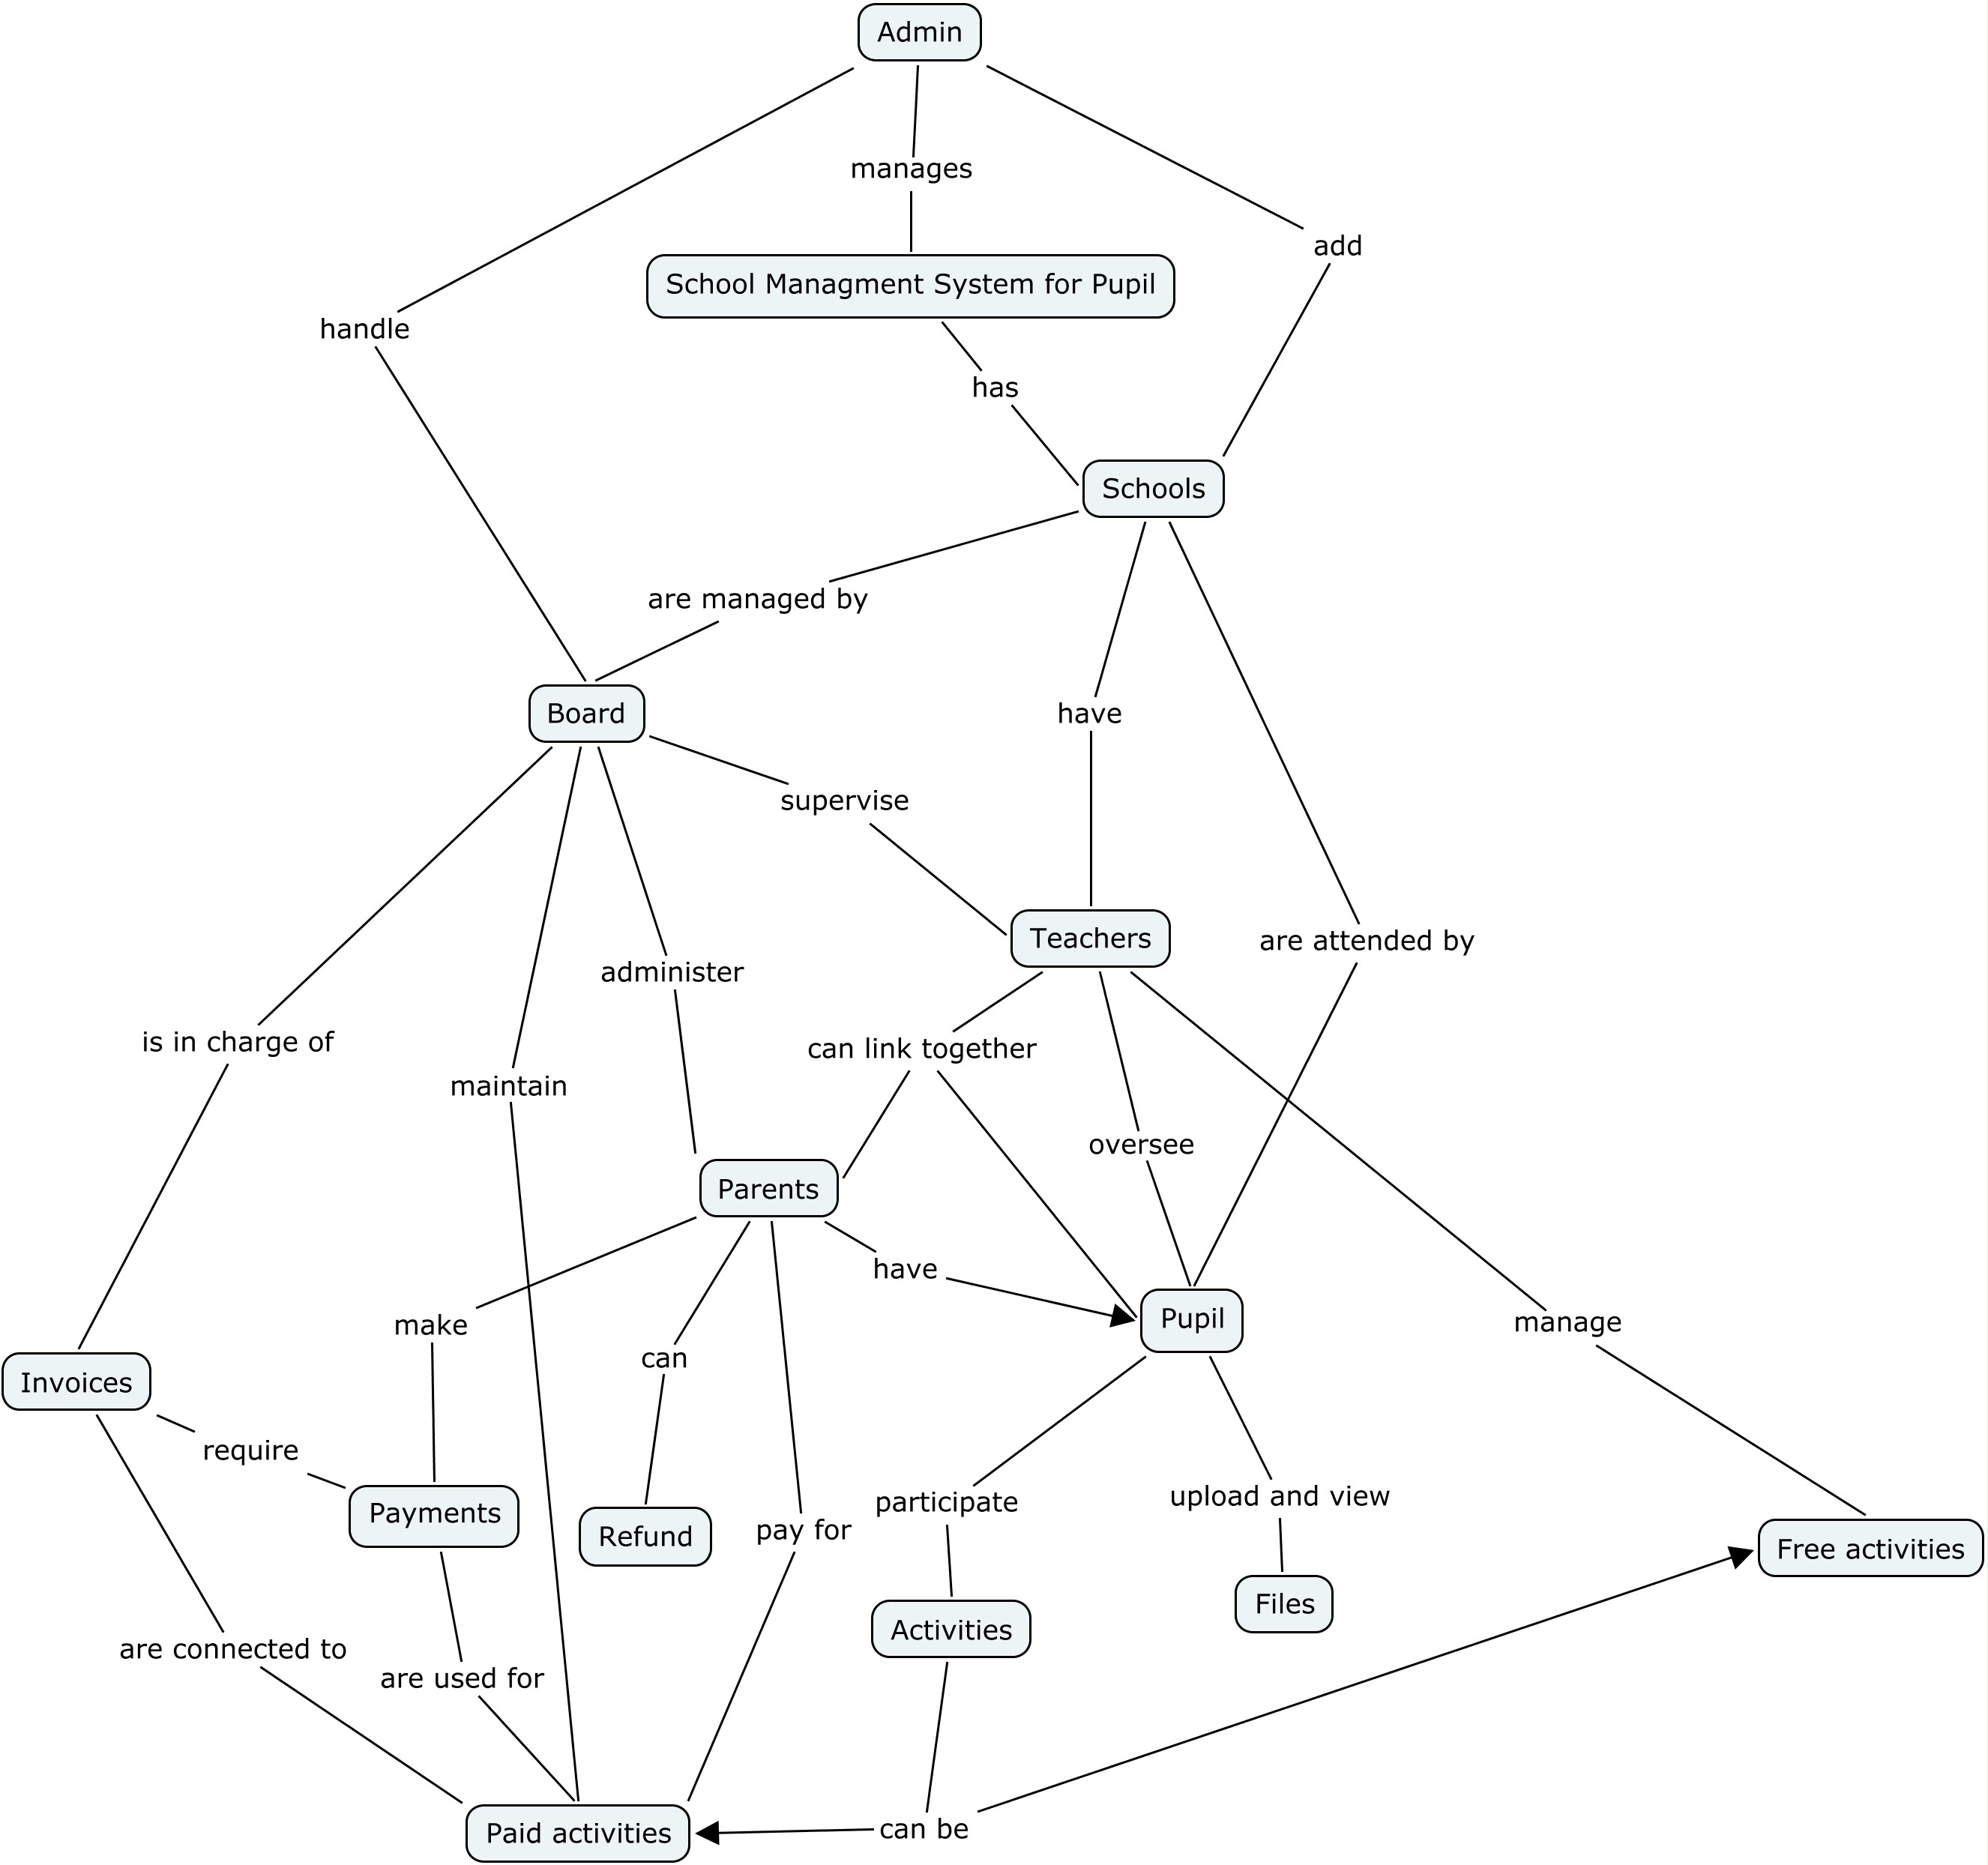 Admin
manages
add
School Managment System for Pupil
handle
has
Schools
are managed by
Board
have
supervise
Teachers
are attended by
administer
is in charge of
can link together
maintain
oversee
Parents
have
Pupil
manage
make
can
Invoices
require
upload and view
participate
Payments
pay for
Refund
Free activities
Files
Activities
are connected to
are used for
can be
Paid activities